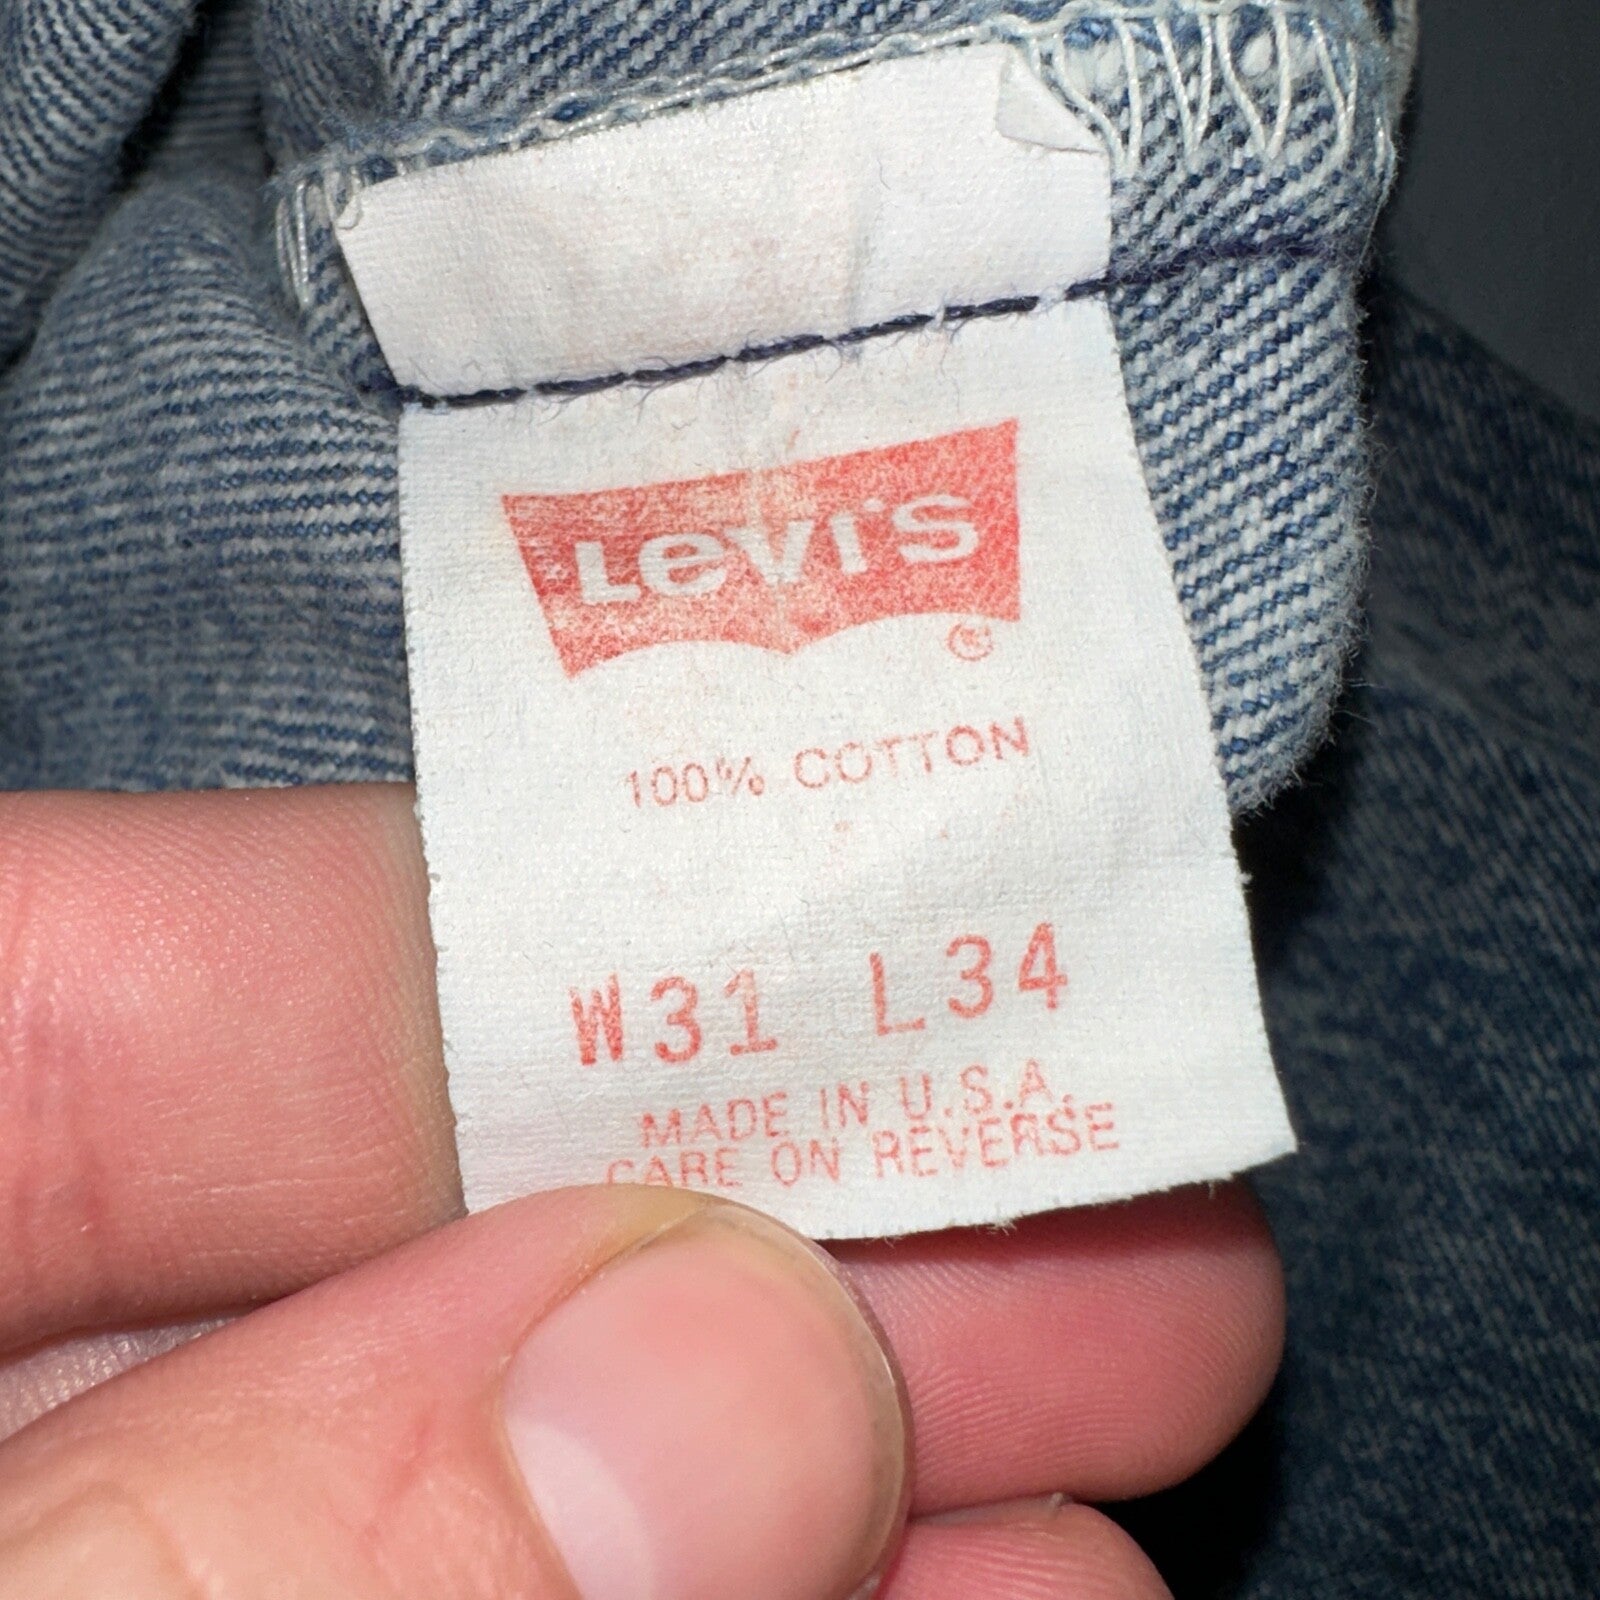 Levi's
®
100% COTTON
W31 L34
MADE IN U.S.A.
CARE ON REVERSE